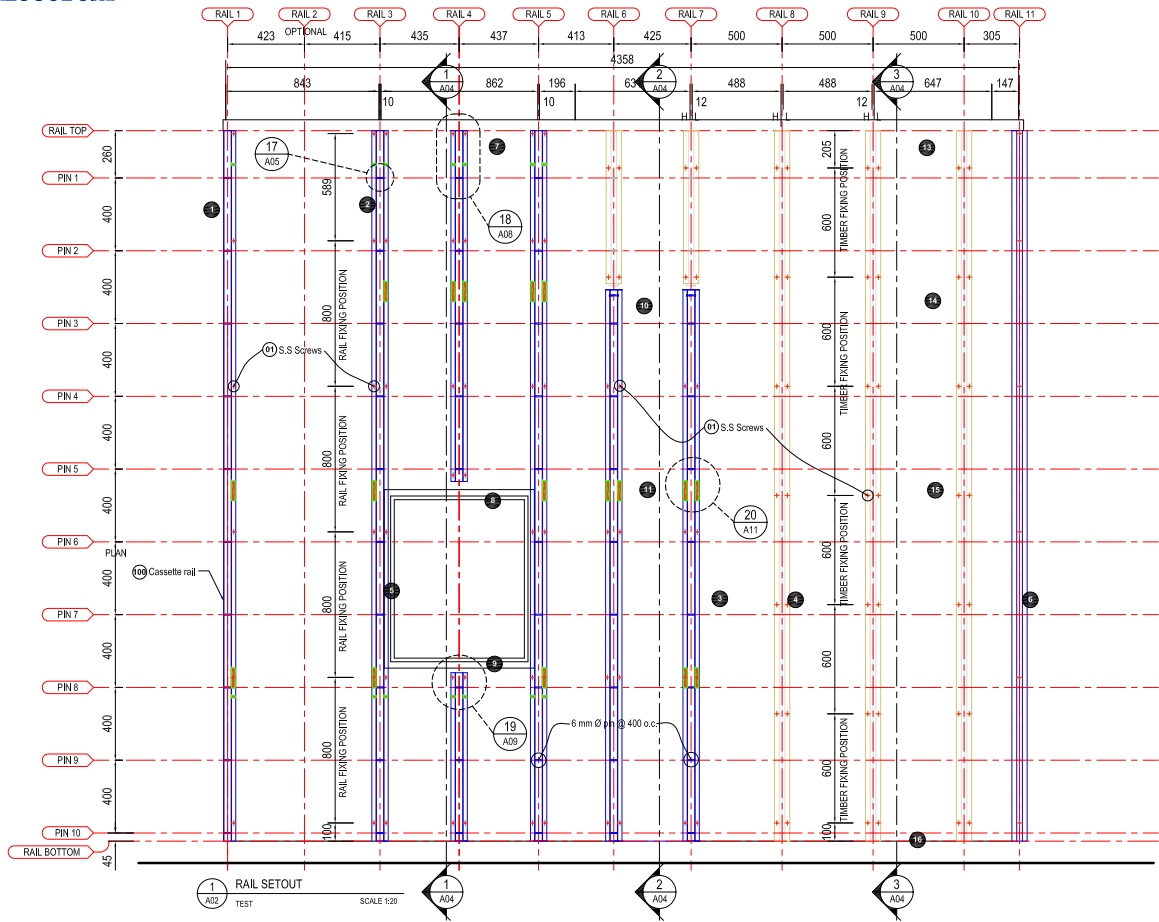 RAIL 1 RAIL 2 RAIL 3 RAIL 4 RAIL 5 RAIL 6 RAIL 7 RAIL 8 RAIL 9 RAIL 10 RAIL 11
OPTIONAL
423 415 435 437 413 425 500 500 500 305
4358
1 A04
2 A04
3 A04
843 862 196 488 488 647 147
10 10 12 12
H L H L H L
RAIL TOP
PIN 1
PIN 2
PIN 3
PIN 4
PIN 5
PIN 6
PIN 7
PIN 8
PIN 9
PIN 10
RAIL BOTTOM
260
400
400
400
400
400
400
400
400
400
45
17 A05
18 A08
19 A09
20 A11
589
800 RAIL FIXING POSITION
800 RAIL FIXING POSITION
800 RAIL FIXING POSITION
800 RAIL FIXING POSITION
100
205
600 TIMBER FIXING POSITION
600 TIMBER FIXING POSITION
600
600 TIMBER FIXING POSITION
600
600 TIMBER FIXING POSITION
100
01 S.S Screws
01 S.S Screws
PLAN
100 Cassette rail
6 mm Ø pin @ 400 o.c.
1
2
3
4
5
6
7
8
9
10
11
13
14
15
16
1 A02
RAIL SETOUT
TEST
SCALE 1:20
1 A04
2 A04
3 A04